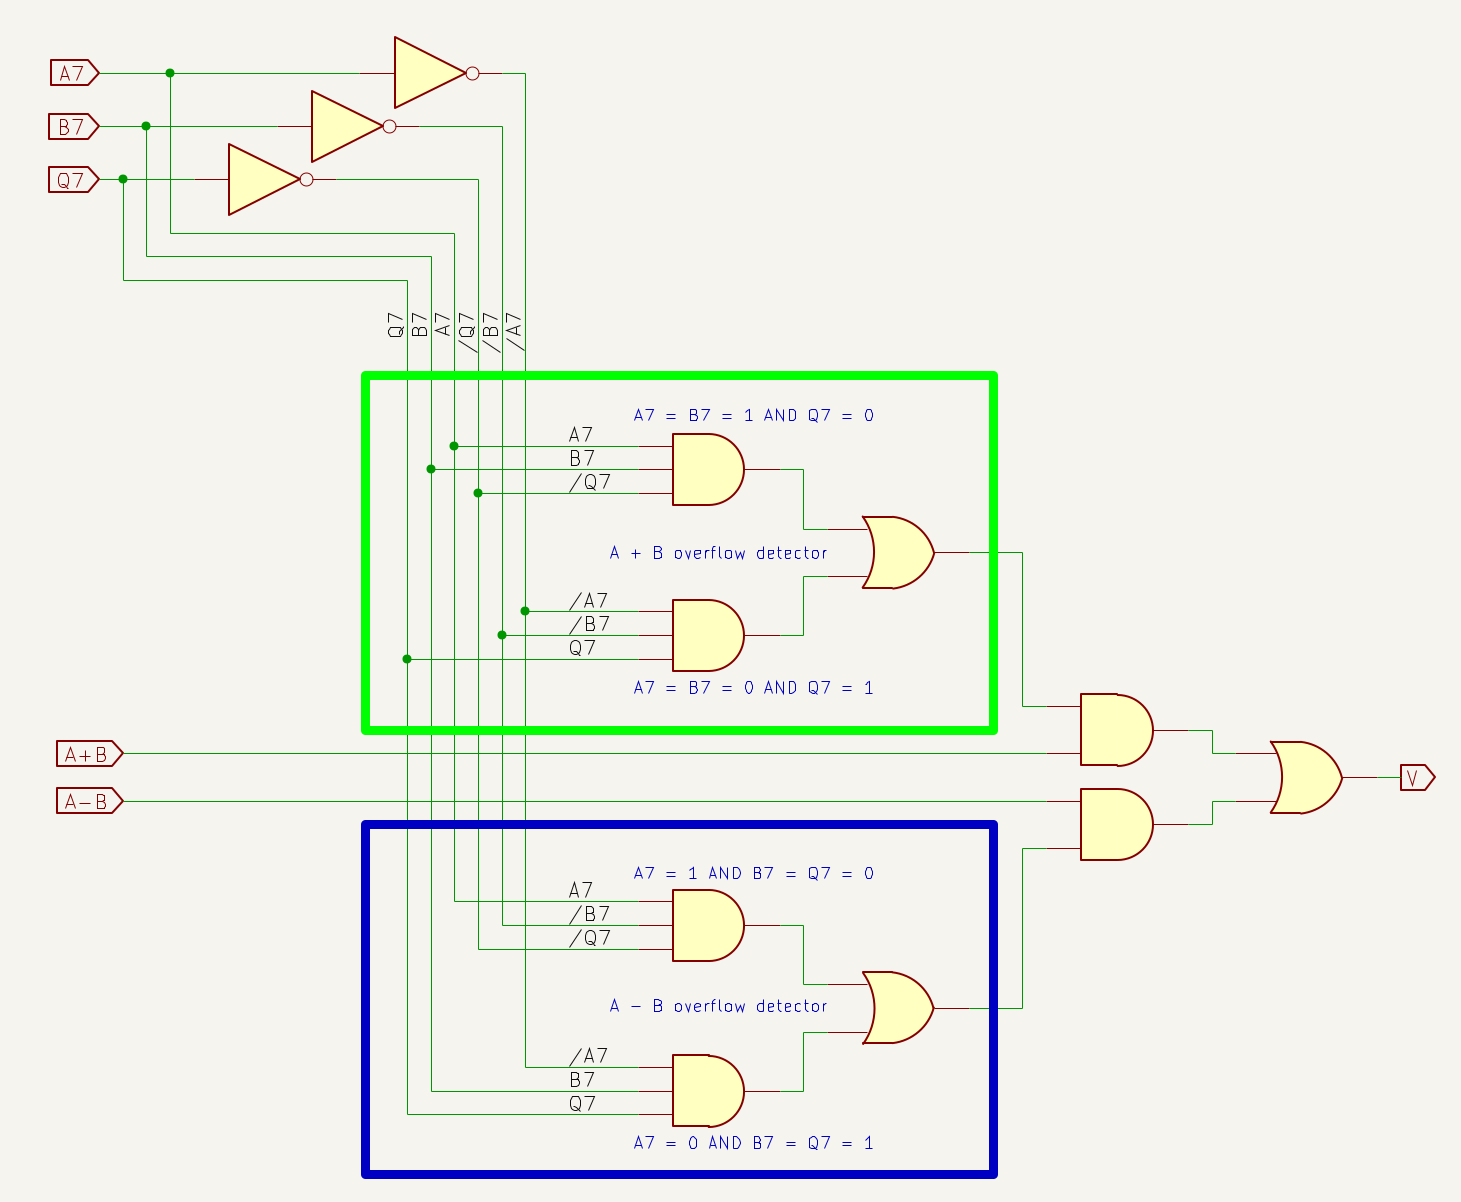 A7
B7
Q7
Q7
B7
A7
/Q7
/B7
/A7
A7 = B7 = 1 AND Q7 = 0
A7
B7
/Q7
A + B overflow detector
/A7
/B7
Q7
A7 = B7 = 0 AND Q7 = 1
A+B
A-B
V
A7 = 1 AND B7 = Q7 = 0
A7
/B7
/Q7
A - B overflow detector
/A7
B7
Q7
A7 = 0 AND B7 = Q7 = 1